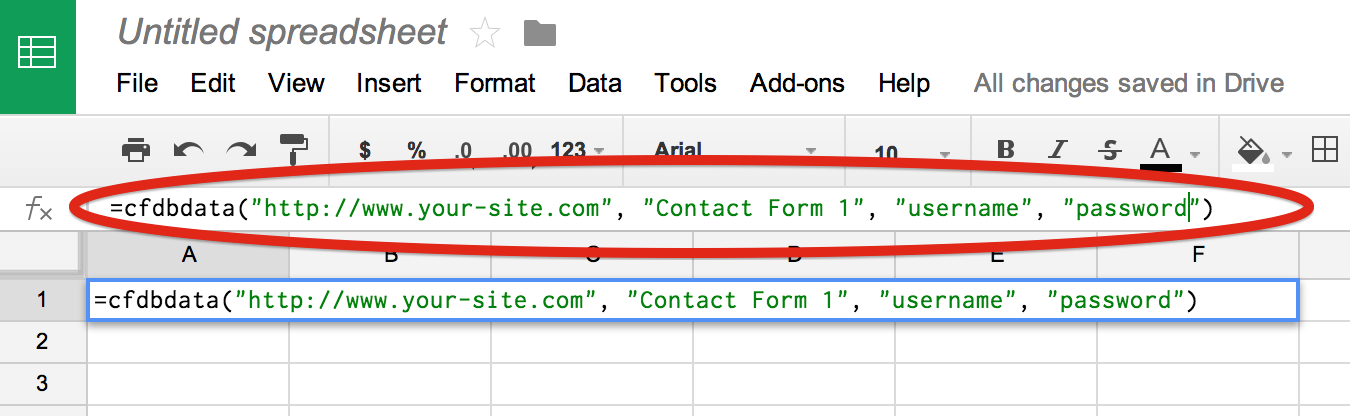 Untitled spreadsheet
File Edit View Insert Format Data Tools Add-ons Help All changes saved in Drive
$ % .0 .00 123 Arial 10 B I S A
fx =cfdbdata("http://www.your-site.com", "Contact Form 1", "username", "password")
A B C D E F
1 =cfdbdata("http://www.your-site.com", "Contact Form 1", "username", "password")
2
3